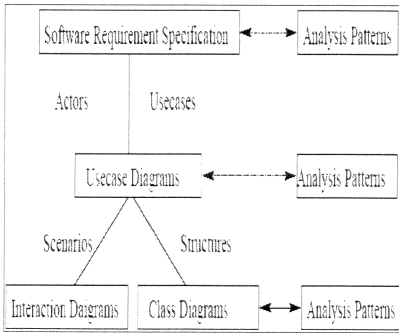 Software Requirement Specification
Analysis Patterns
Actors
Usecases
Usecase Diagrams
Analysis Patterns
Scenarios
Structures
Interaction Daigrams
Class Diagrams
Analysis Patterns